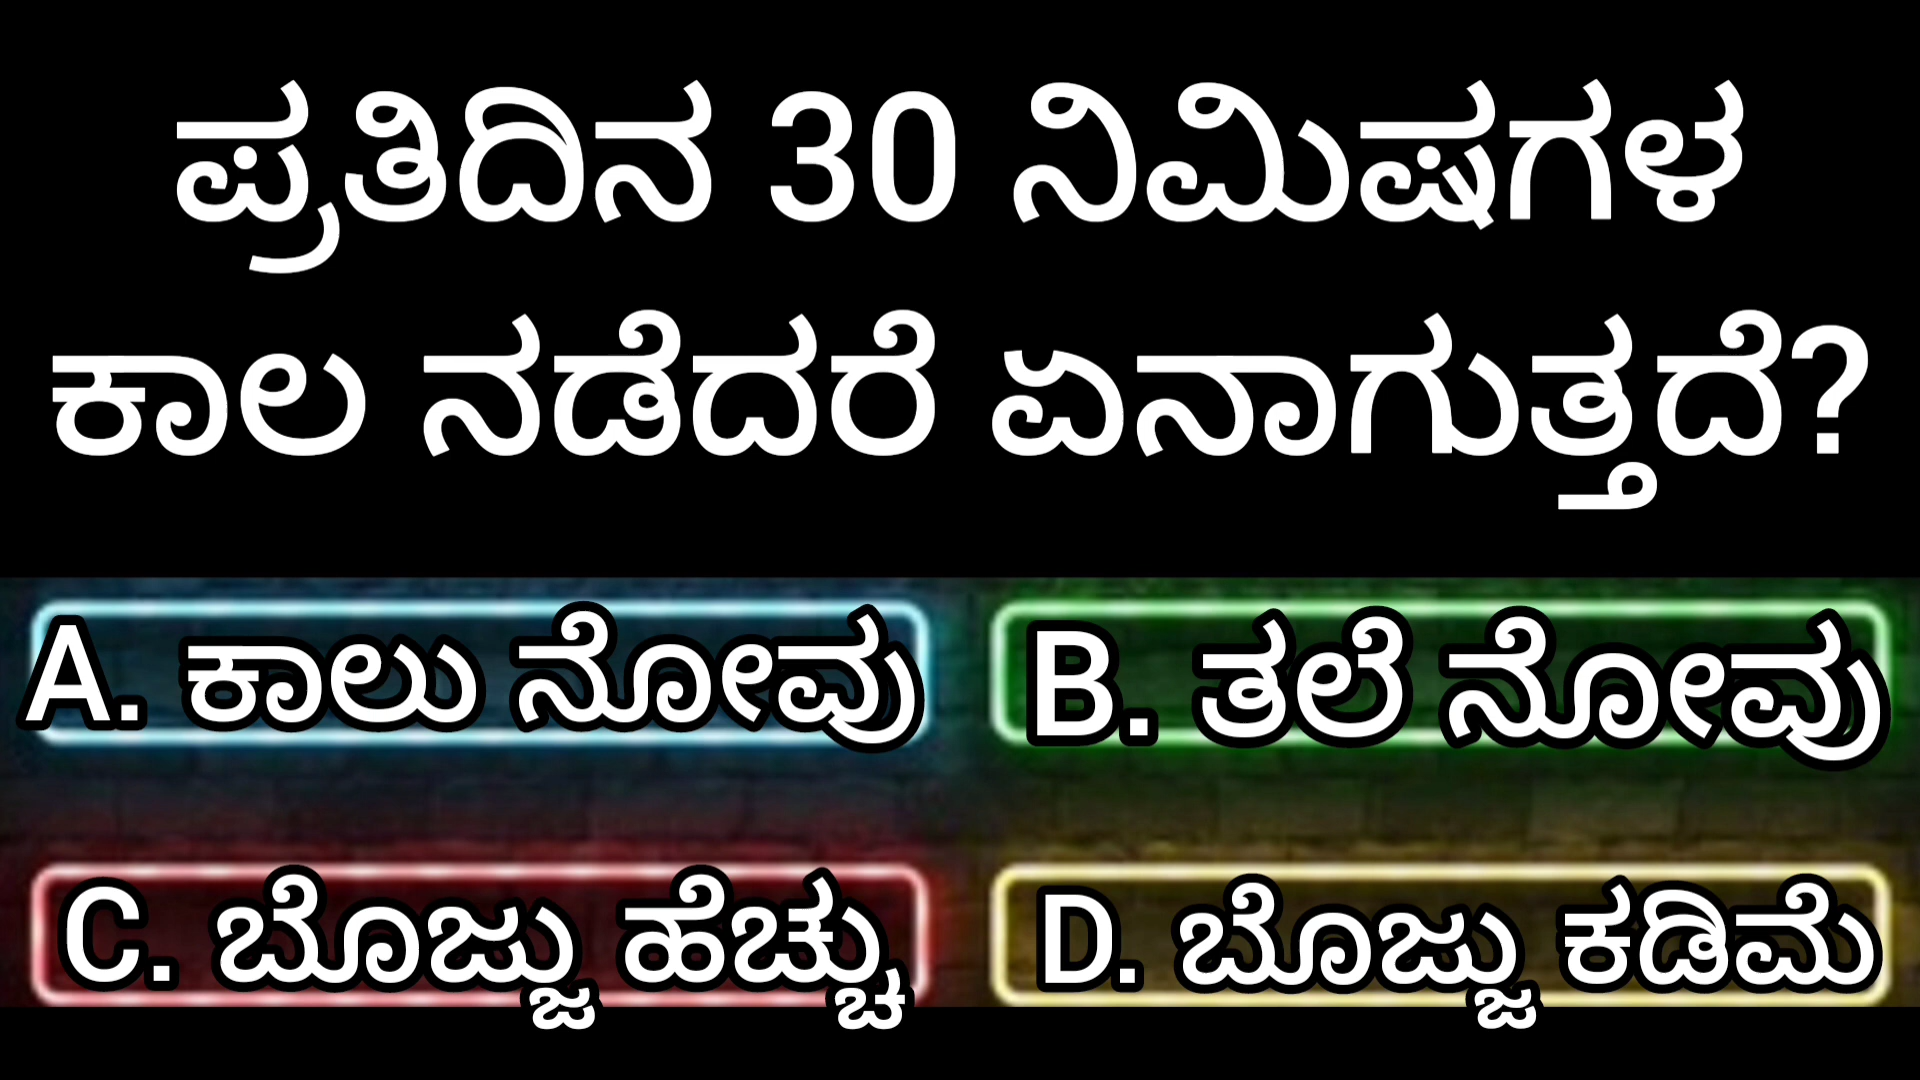 ಪ್ರತಿದಿನ 30 ನಿಮಿಷಗಳ
ಕಾಲ ನಡೆದರೆ ಏನಾಗುತ್ತದೆ?
A. ಕಾಲು ನೋವು
B. ತಲೆ ನೋವು
C. ಬೊಜ್ಜು ಹೆಚ್ಚು
D. ಬೊಜ್ಜು ಕಡಿಮೆ